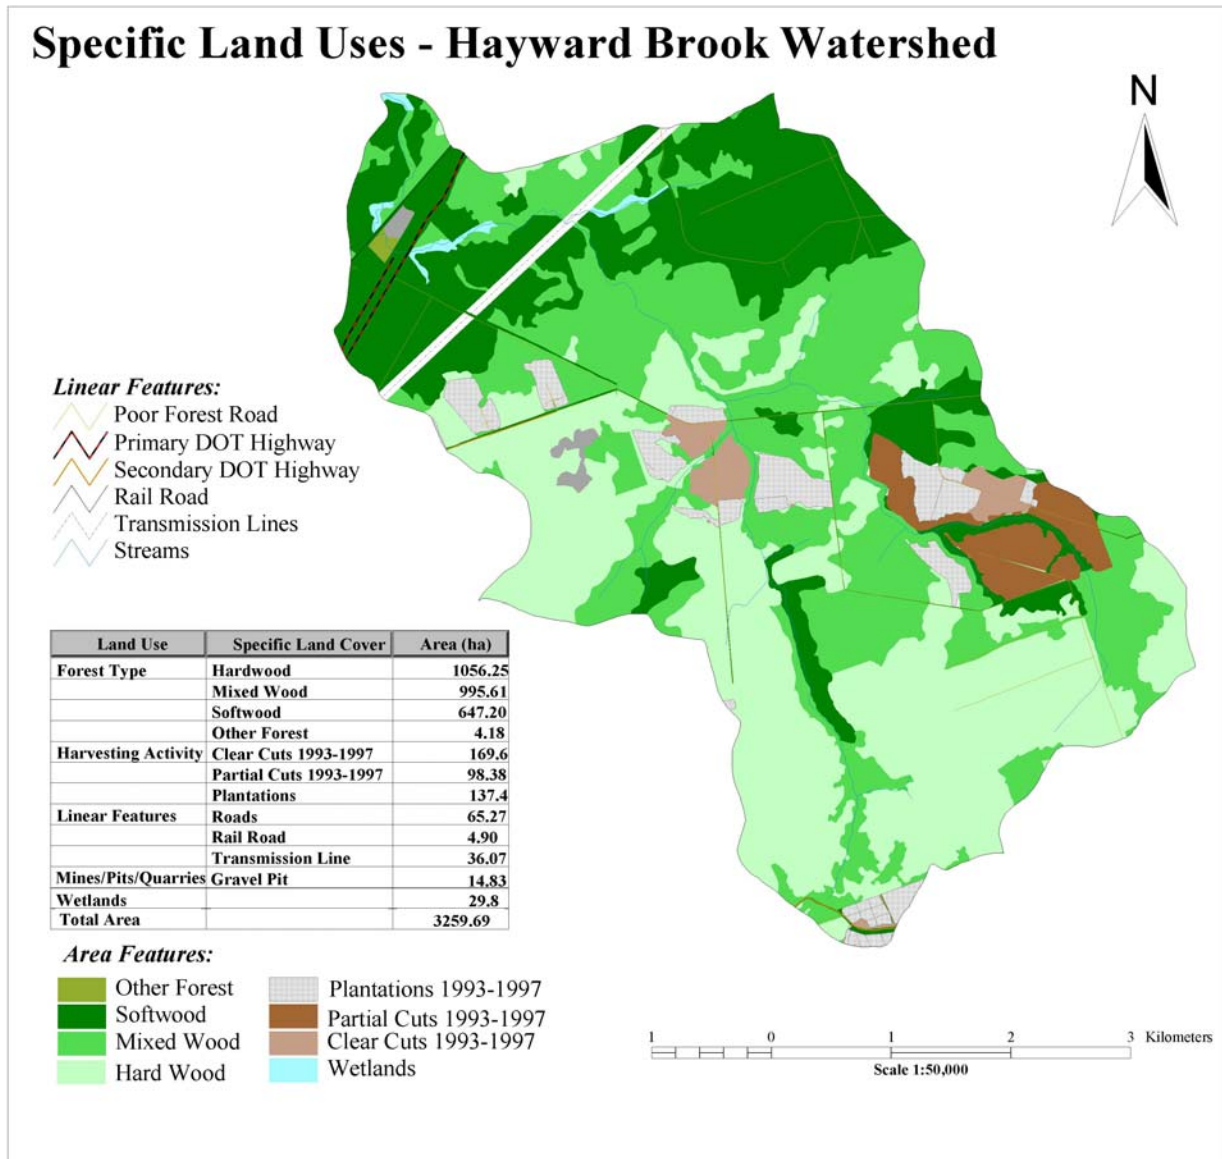 Specific Land Uses - Hayward Brook Watershed
N
Linear Features:
Poor Forest Road
Primary DOT Highway
Secondary DOT Highway
Rail Road
Transmission Lines
Streams
Land Use Specific Land Cover Area (ha)
Forest Type Hardwood 1056.25
Mixed Wood 995.61
Softwood 647.20
Other Forest 4.18
Harvesting Activity Clear Cuts 1993-1997 169.6
Partial Cuts 1993-1997 98.38
Plantations 137.4
Linear Features Roads 65.27
Rail Road 4.90
Transmission Line 36.07
Mines/Pits/Quarries Gravel Pit 14.83
Wetlands 29.8
Total Area 3259.69
Area Features:
Other Forest
Softwood
Mixed Wood
Hard Wood
Plantations 1993-1997
Partial Cuts 1993-1997
Clear Cuts 1993-1997
Wetlands
1 0 1 2 3 Kilometers
Scale 1:50,000